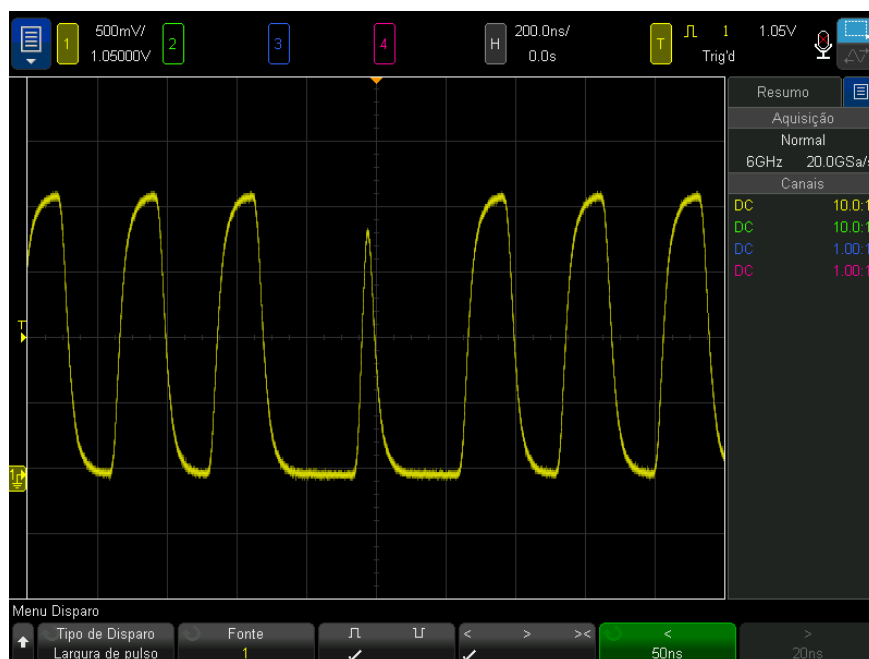 500mV/ 200.0ns/ 1 1.05V
1 2 3 4 H T
1.05000V 0.0s Trig'd
Resumo
Aquisição
Normal
6GHz 20.0GSa/s
Canais
DC 10.0:1
DC 10.0:1
DC 1.00:1
DC 1.00:1
T
1
Menu Disparo
Tipo de Disparo Fonte < > >< < >
Largura de pulso 1 50ns 20ns